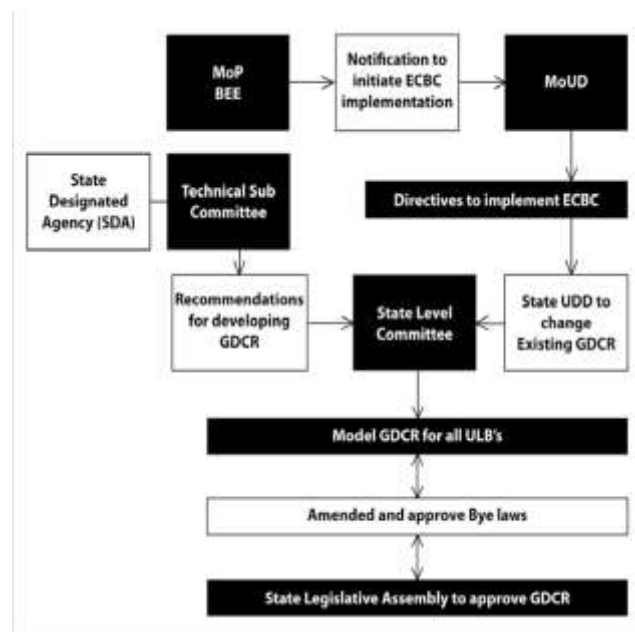 MoP
BEE
Notification to
initiate ECBC
implementation
MoUD
State
Designated
Agency (SDA)
Technical Sub
Committee
Directives to implement ECBC
Recommendations
for developing
GDCR
State Level
Committee
State UDD to
change
Existing GDCR
Model GDCR for all ULB's
Amended and approve Bye laws
State Legislative Assembly to approve GDCR